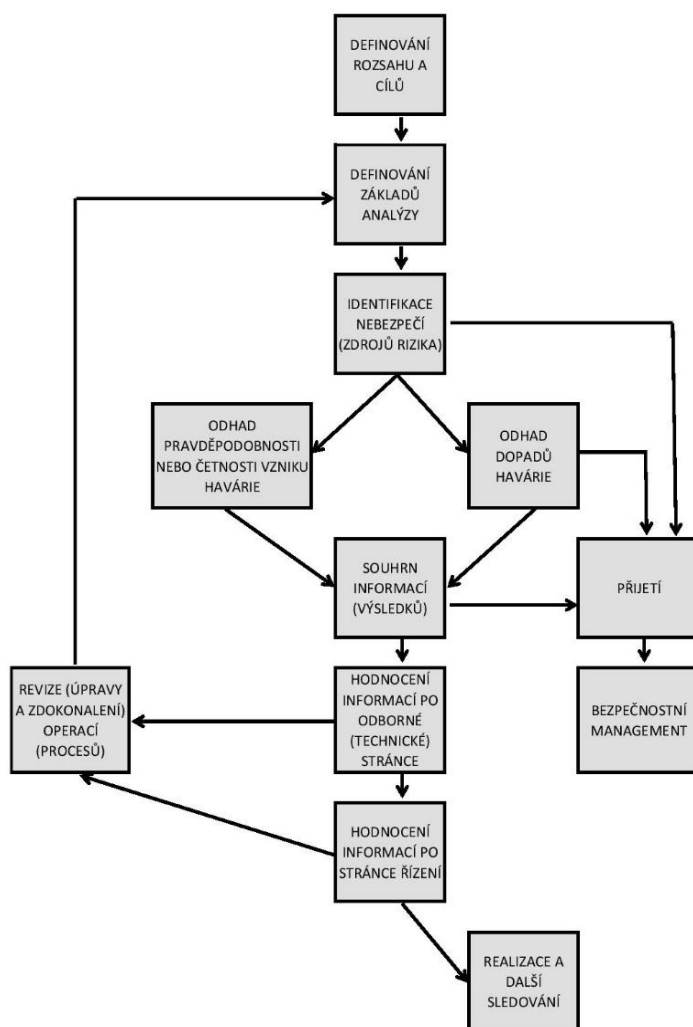 DEFINOVÁNÍ
ROZSAHU A
CÍLŮ
DEFINOVÁNÍ
ZÁKLADŮ
ANALÝZY
IDENTIFIKACE
NEBEZPEČÍ
(ZDROJŮ RIZIKA)
ODHAD
PRAVDĚPODOBNOSTI
NEBO ČETNOSTI VZNIKU
HAVÁRIE
ODHAD
DOPADŮ
HAVÁRIE
SOUHRN
INFORMACÍ
(VÝSLEDKŮ)
PŘIJETÍ
REVIZE (ÚPRAVY
A ZDOKONALENÍ)
OPERACÍ
(PROCESŮ)
HODNOCENÍ
INFORMACÍ PO
ODBORNÉ
(TECHNICKÉ)
STRÁNCE
BEZPEČNOSTNÍ
MANAGEMENT
HODNOCENÍ
INFORMACÍ PO
STRÁNCE ŘÍZENÍ
REALIZACE A
DALŠÍ
SLEDOVÁNÍ